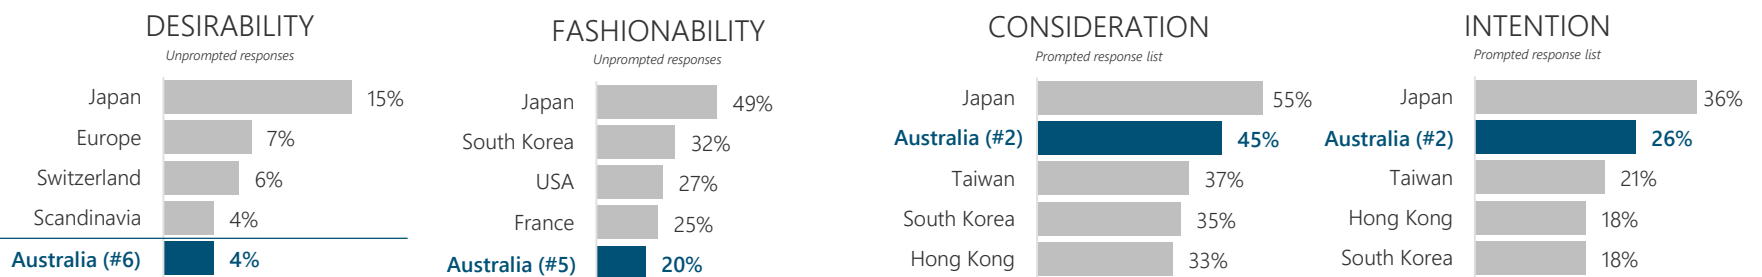 DESIRABILITY
Unprompted responses
Japan 15%
Europe 7%
Switzerland 6%
Scandinavia 4%
Australia (#6) 4%
FASHIONABILITY
Unprompted responses
Japan 49%
South Korea 32%
USA 27%
France 25%
Australia (#5) 20%
CONSIDERATION
Prompted response list
Japan 55%
Australia (#2) 45%
Taiwan 37%
South Korea 35%
Hong Kong 33%
INTENTION
Prompted response list
Japan 36%
Australia (#2) 26%
Taiwan 21%
Hong Kong 18%
South Korea 18%